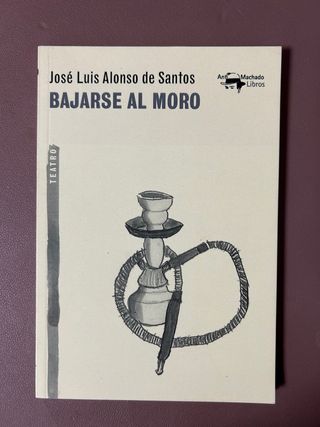 José Luis Alonso de Santos
BAJARSE AL MORO
Machado
Libros
TEATRO